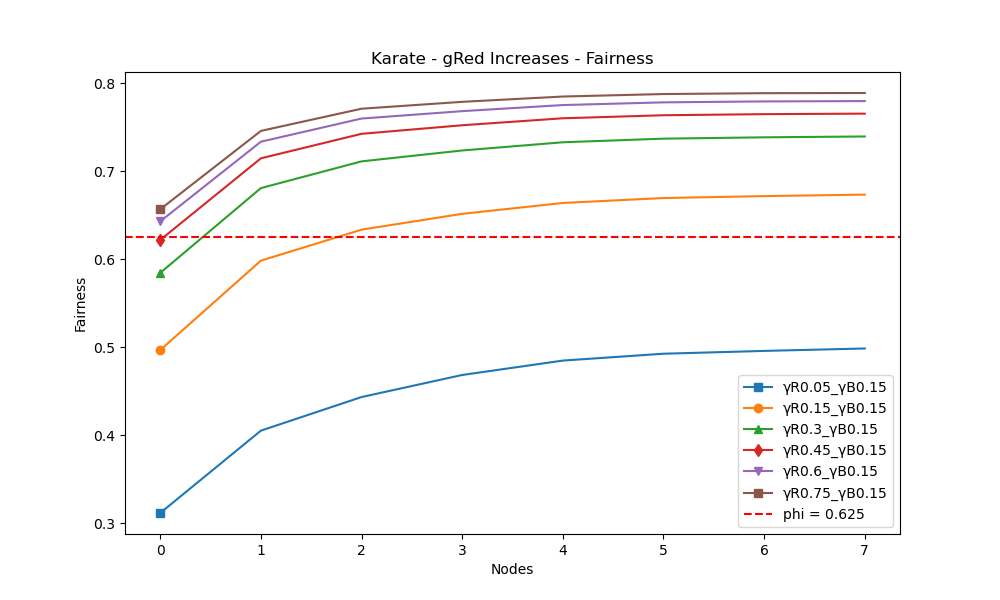 Karate - gRed Increases - Fairness
Fairness
0.8
0.7
0.6
0.5
0.4
0.3
0 1 2 3 4 5 6 7
Nodes
γR0.05_γB0.15
γR0.15_γB0.15
γR0.3_γB0.15
γR0.45_γB0.15
γR0.6_γB0.15
γR0.75_γB0.15
phi = 0.625